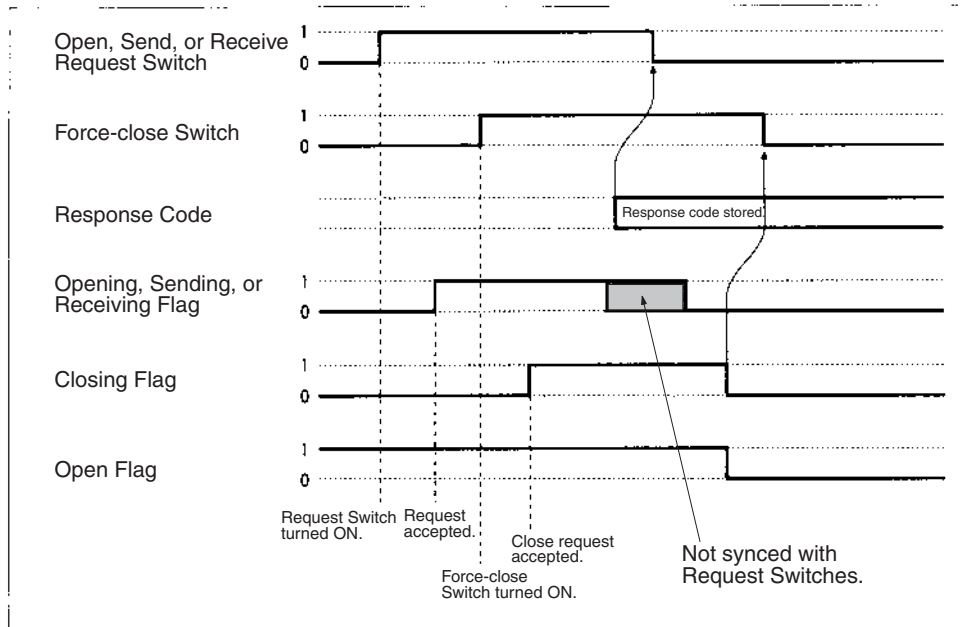 Open, Send, or Receive
Request Switch
1
0
Force-close Switch
1
0
Response Code
Response code stored.
Opening, Sending, or
Receiving Flag
1
0
Closing Flag
1
0
Open Flag
1
0
Request Switch
turned ON.
Request
accepted.
Close request
accepted.
Force-close
Switch turned ON.
Not synced with
Request Switches.